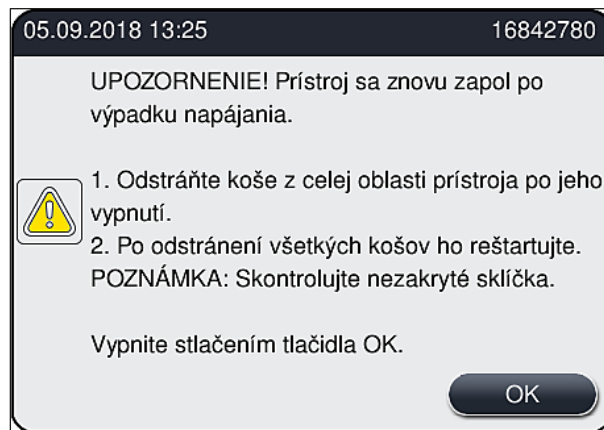 05.09.2018 13:25 16842780
UPOZORNENIE! Prístroj sa znovu zapol po
výpadku napájania.
1. Odstráňte koše z celej oblasti prístroja po jeho
vypnutí.
2. Po odstránení všetkých košov ho reštartujte.
POZNÁMKA: Skontrolujte nezakryté sklíčka.
Vypnite stlačením tlačidla OK.
OK